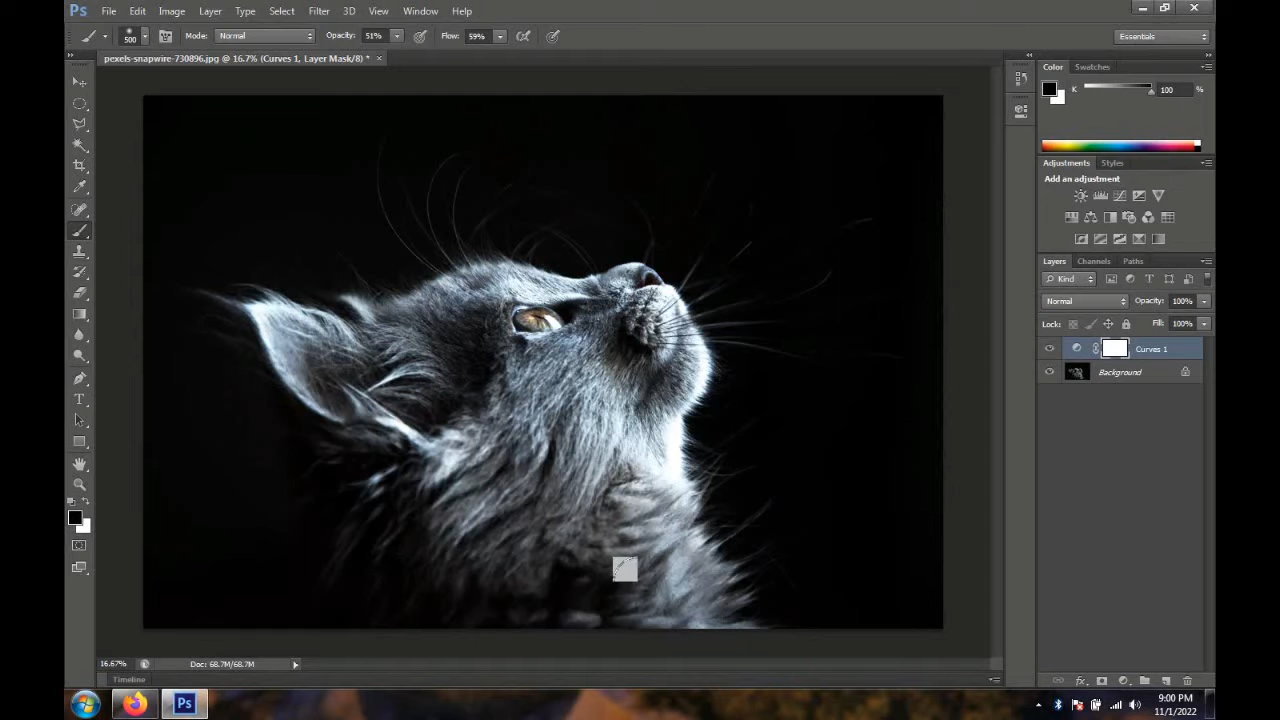 Ps File Edit Image Layer Type Select Filter 3D View Window Help
500 Mode: Normal Opacity: 51% Flow: 59% Essentials
pexels-snapwire-730896.jpg @ 16.7% (Curves 1, Layer Mask/8) * ×
Color Swatches
K 100 %
Adjustments Styles
Add an adjustment
Layers Channels Paths
Kind
Normal Opacity: 100%
Lock: Fill: 100%
Curves 1
Background
T
16.67% Doc: 68.7M/68.7M
Timeline
Ps
9:00 PM
11/1/2022